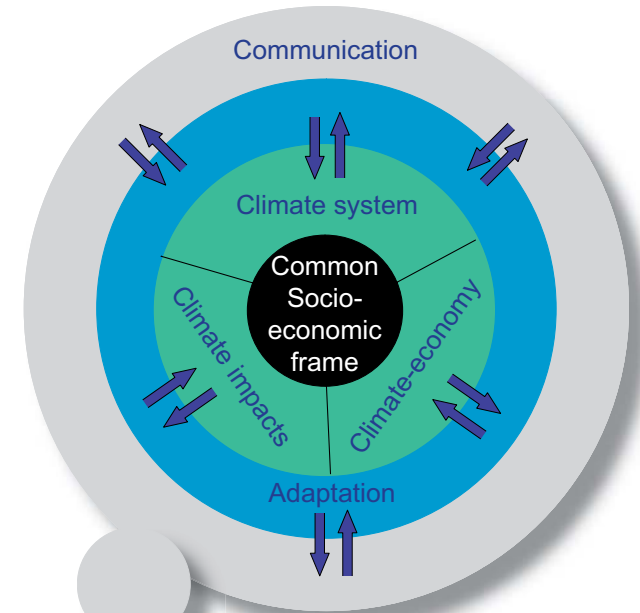 Communication
Climate system
Common
Socio-
economic
frame
Climate impacts
Climate-economy
Adaptation